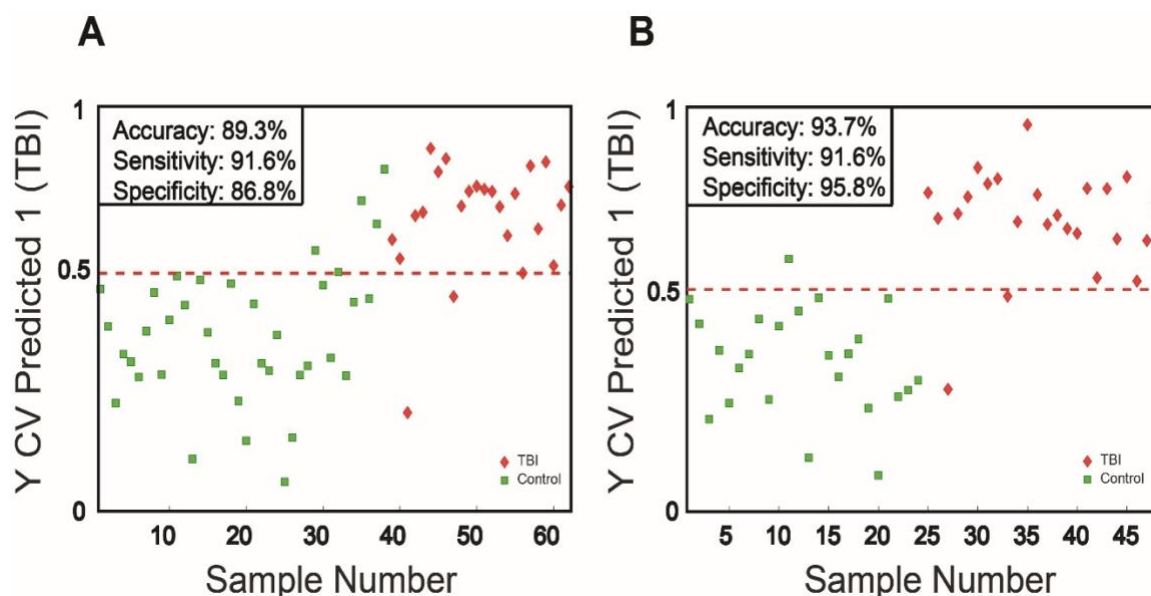 A
Y CV Predicted 1 (TBI)
1
0.5
0
Accuracy: 89.3%
Sensitivity: 91.6%
Specificity: 86.8%
TBI
Control
10 20 30 40 50 60
Sample Number
B
Y CV Predicted 1 (TBI)
1
0.5
0
Accuracy: 93.7%
Sensitivity: 91.6%
Specificity: 95.8%
TBI
Control
5 10 15 20 25 30 35 40 45
Sample Number